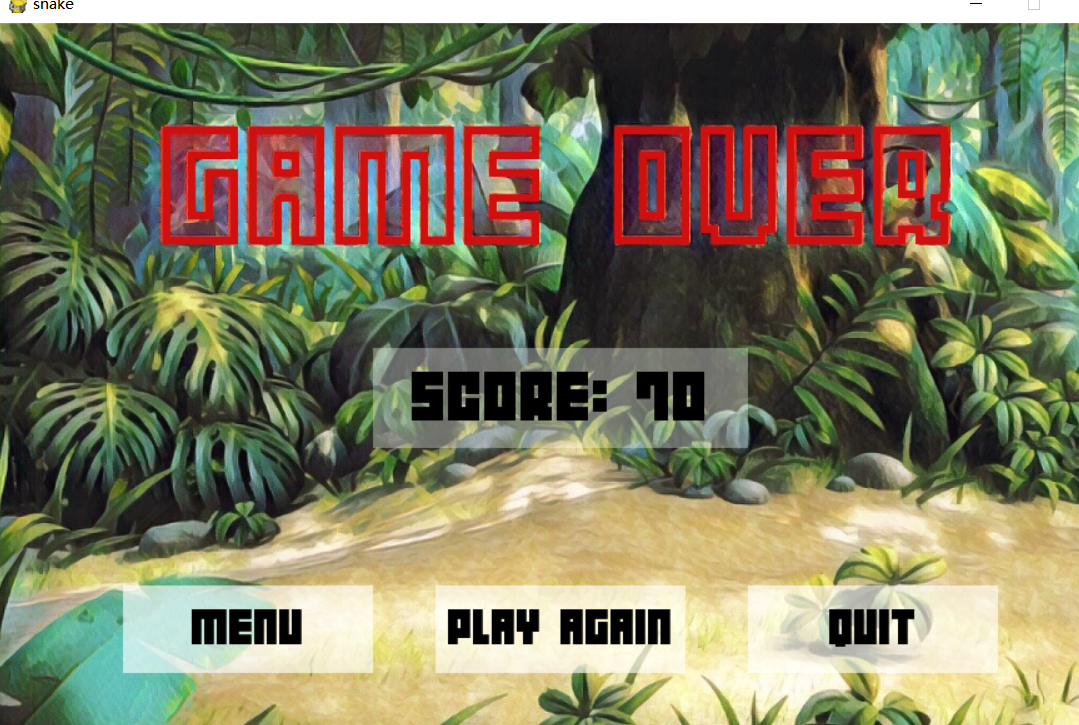 snake
GAME OVER
SCORE: 70
MENU
PLAY AGAIN
QUIT